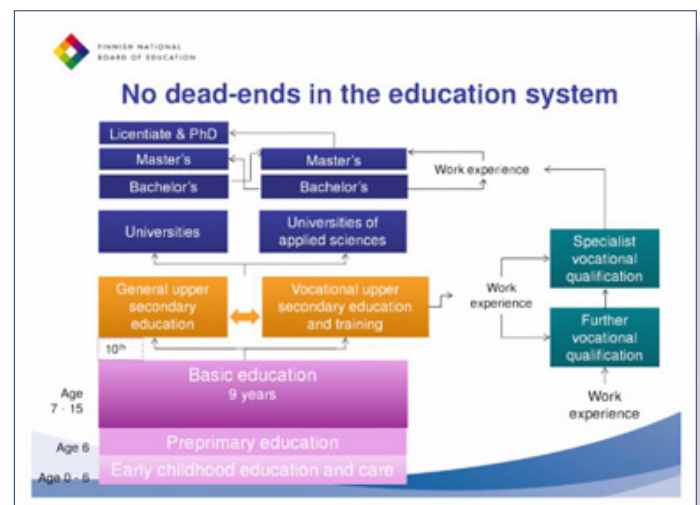 FINNISH NATIONAL
BOARD OF EDUCATION
No dead-ends in the education system
Licentiate & PhD
Master's
Master's
Work experience
Bachelor's
Bachelor's
Universities
Universities of
applied sciences
Specialist
vocational
qualification
General upper
secondary
education
Vocational upper
secondary education
and training
Work
experience
Further
vocational
qualification
10th
Basic education
9 years
Age
7 - 15
Work
experience
Age 6
Preprimary education
Age 0 - 6
Early childhood education and care